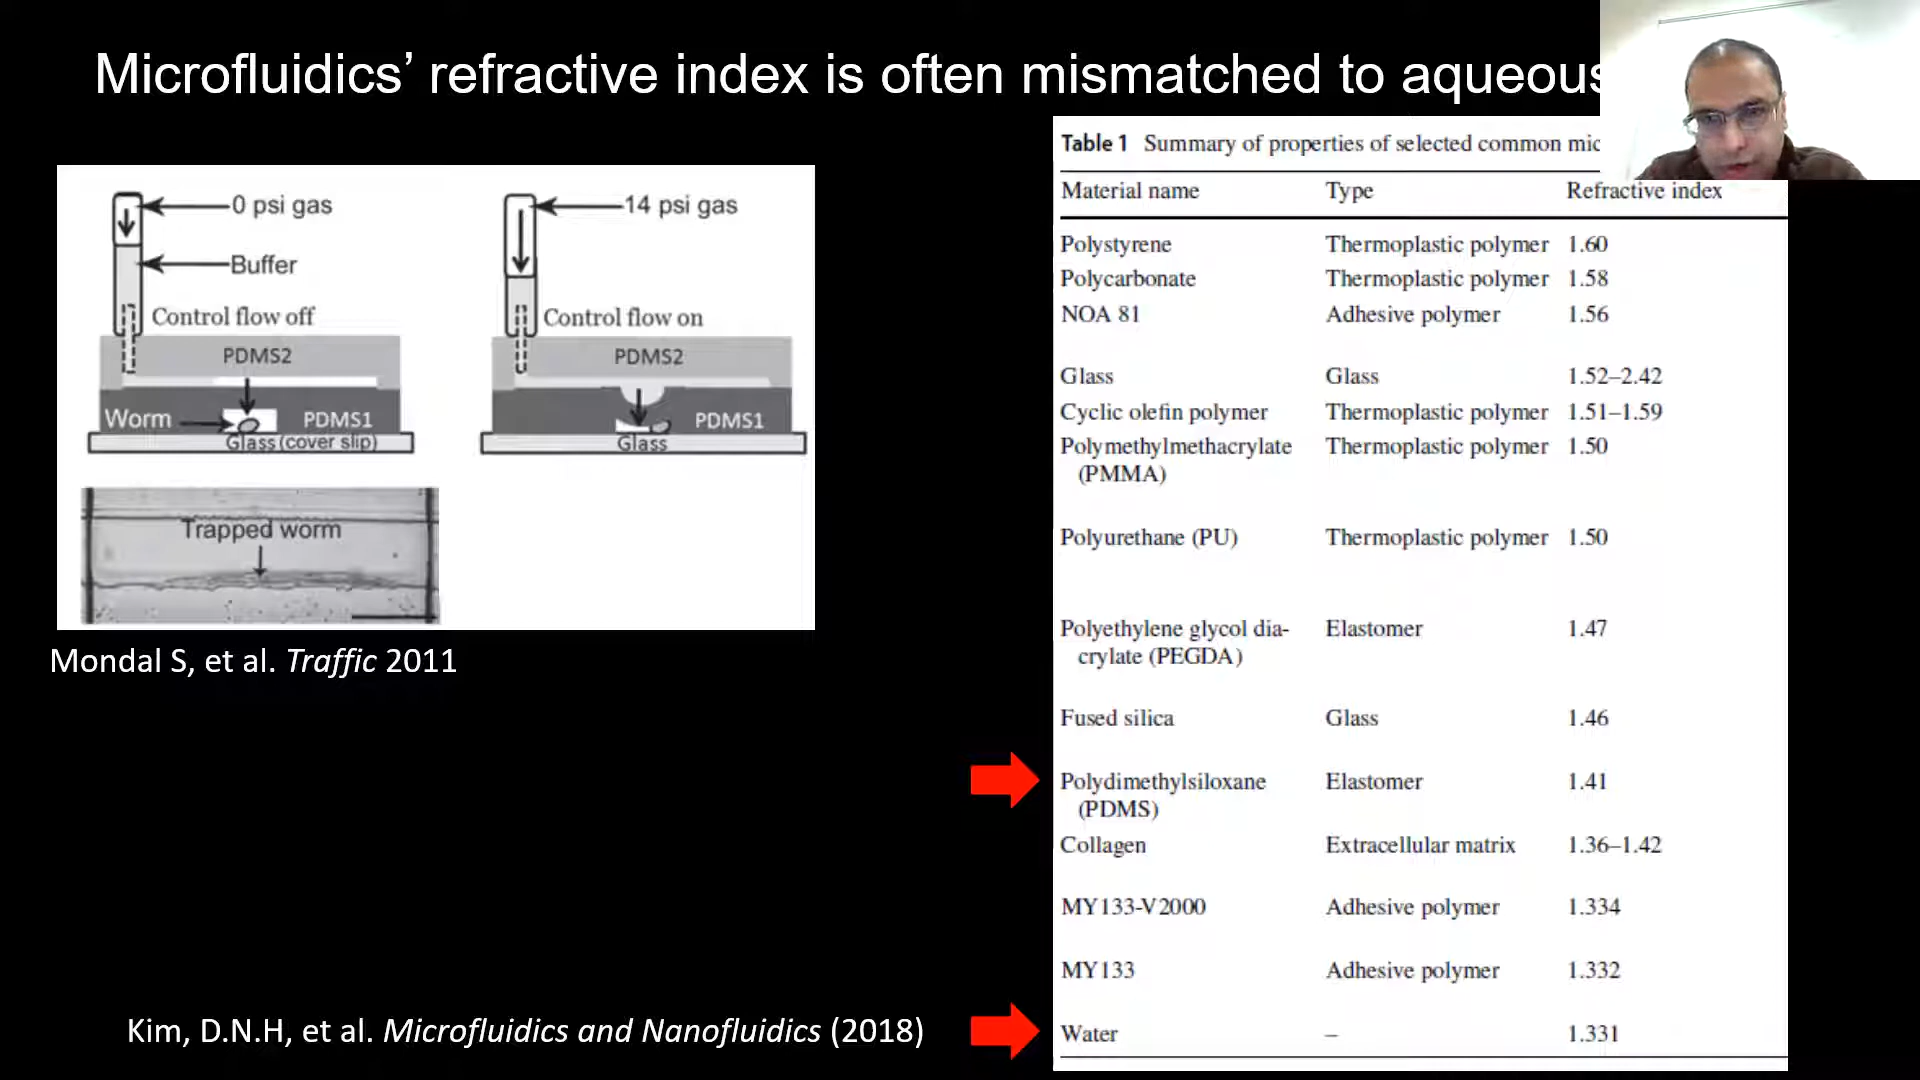 Microfluidics’ refractive index is often mismatched to aqueous
0 psi gas
14 psi gas
Buffer
Control flow off
Control flow on
PDMS2
PDMS2
Worm
PDMS1
PDMS1
Glass (cover slip)
Glass
Trapped worm
Mondal S, et al. Traffic 2011
Kim, D.N.H, et al. Microfluidics and Nanofluidics (2018)
Table 1 Summary of properties of selected common
Material name Type Refractive index
Polystyrene Thermoplastic polymer 1.60
Polycarbonate Thermoplastic polymer 1.58
NOA 81 Adhesive polymer 1.56
Glass Glass 1.52–2.42
Cyclic olefin polymer Thermoplastic polymer 1.51–1.59
Polymethylmethacrylate Thermoplastic polymer 1.50
(PMMA)
Polyurethane (PU) Thermoplastic polymer 1.50
Polyethylene glycol dia- Elastomer 1.47
crylate (PEGDA)
Fused silica Glass 1.46
Polydimethylsiloxane Elastomer 1.41
(PDMS)
Collagen Extracellular matrix 1.36–1.42
MY133-V2000 Adhesive polymer 1.334
MY133 Adhesive polymer 1.332
Water – 1.331